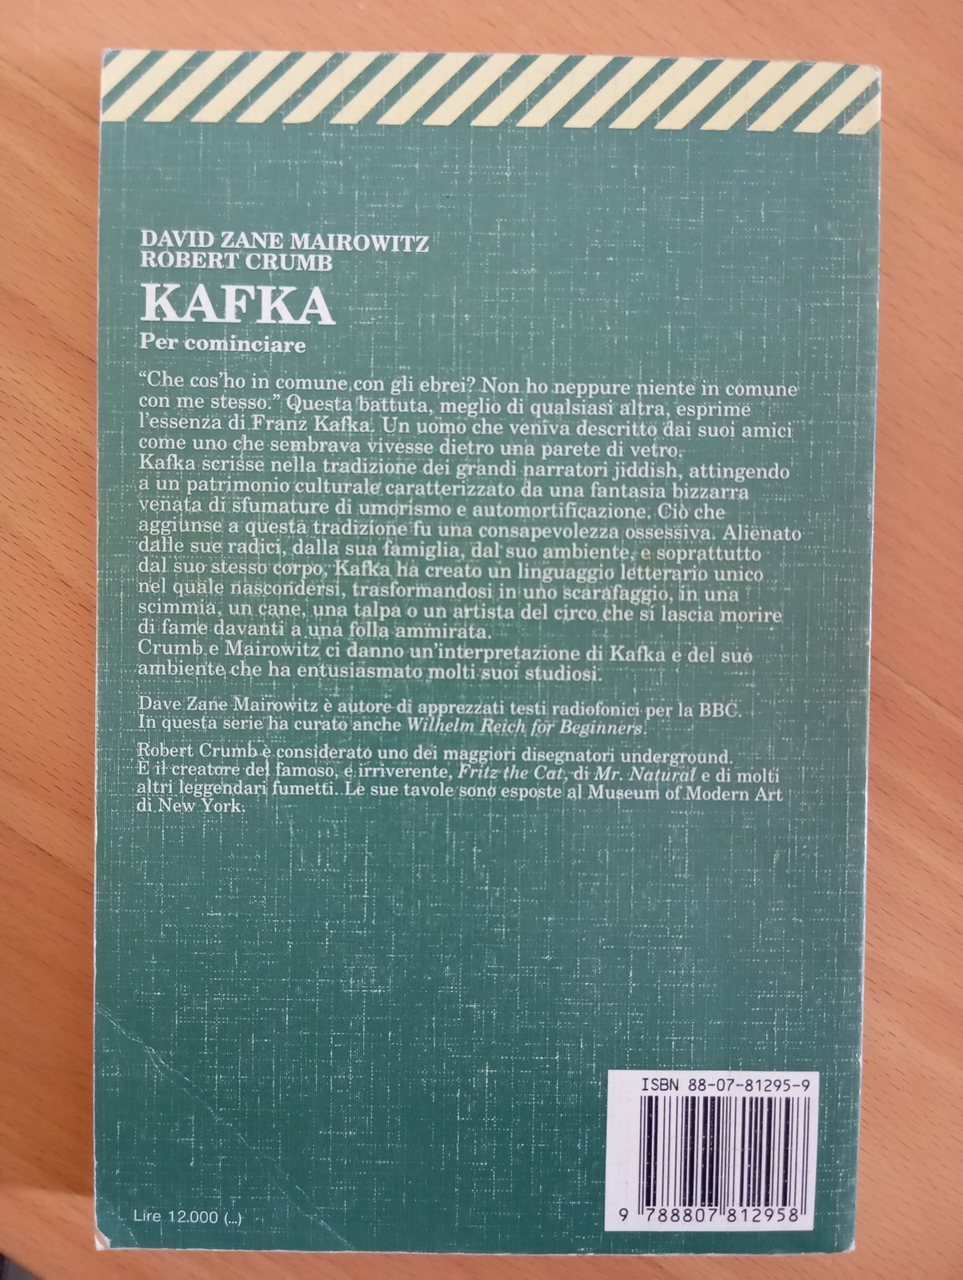 DAVID ZANE MAIROWITZ
ROBERT CRUMB
KAFKA
Per cominciare
“Che cos'ho in comune con gli ebrei? Non ho neppure niente in comune
con me stesso.” Questa battuta, meglio di qualsiasi altra, esprime
l'essenza di Franz Kafka. Un uomo che veniva descritto dai suoi amici
come uno che sembrava vivesse dietro una parete di vetro.
Kafka scrisse nella tradizione dei grandi narratori jiddish, attingendo
a un patrimonio culturale caratterizzato da una fantasia bizzarra
venata di sfumature di umorismo e automortificazione. Ciò che
aggiunse a questa tradizione fu una consapevolezza ossessiva. Alienato
dalle sue radici, dalla sua famiglia, dal suo ambiente, e soprattutto
dal suo stesso corpo, Kafka ha creato un linguaggio letterario unico
nel quale nascondersi, trasformandosi in uno scarafaggio, in una
scimmia, un cane, una talpa o un artista del circo che si lascia morire
di fame davanti a una folla ammirata.
Crumb e Mairowitz ci danno un'interpretazione di Kafka e del suo
ambiente che ha entusiasmato molti suoi studiosi.
Dave Zane Mairowitz è autore di apprezzati testi radiofonici per la BBC.
In questa serie ha curato anche Wilhelm Reich for Beginners.
Robert Crumb è considerato uno dei maggiori disegnatori underground.
È il creatore del famoso, e irriverente, Fritz the Cat, di Mr. Natural e di molti
altri leggendari fumetti. Le sue tavole sono esposte al Museum of Modern Art
di New York.
ISBN 88-07-81295-9
9 788807 812958
Lire 12.000 (...)